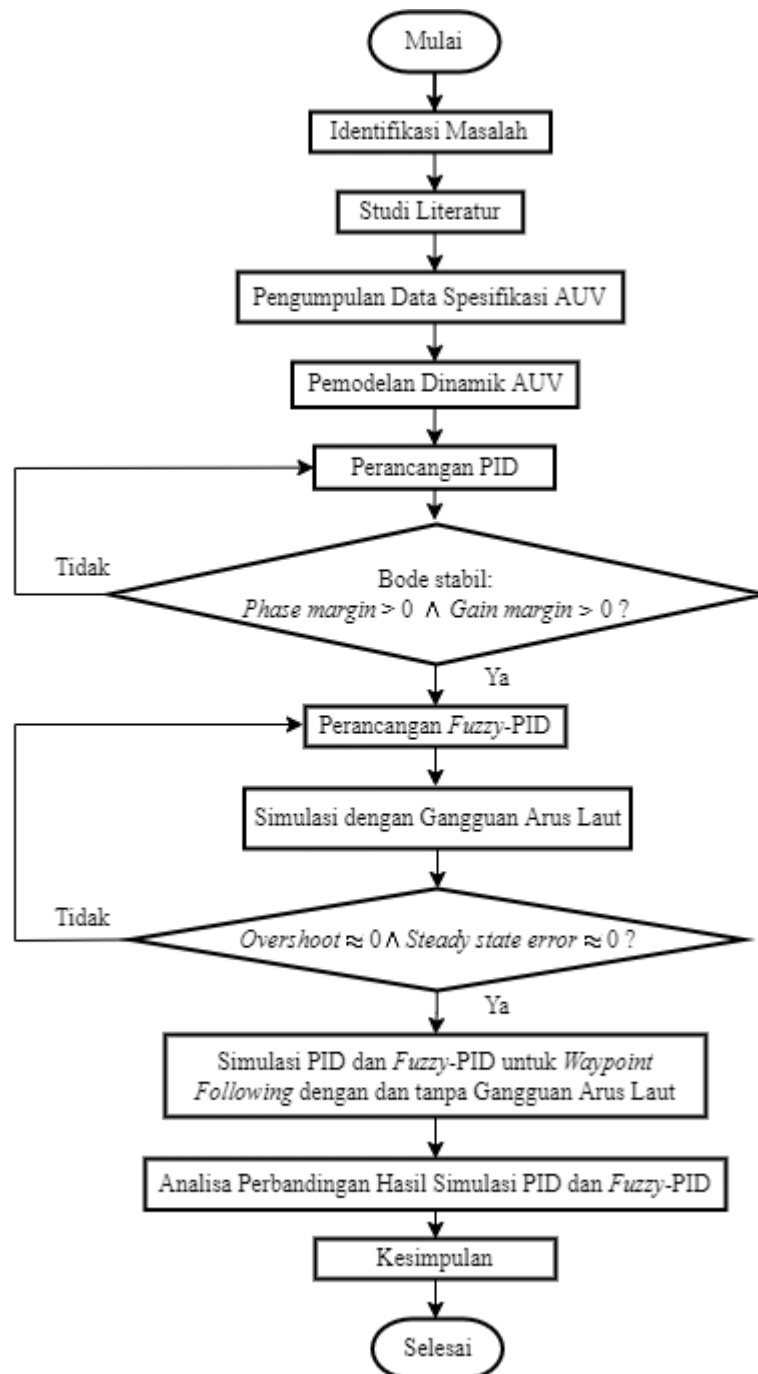 Mulai
Identifikasi Masalah
Studi Literatur
Pengumpulan Data Spesifikasi AUV
Pemodelan Dinamik AUV
Perancangan PID
Tidak
Bode stabil:
Phase margin > 0 ∧ Gain margin > 0 ?
Ya
Perancangan Fuzzy-PID
Simulasi dengan Gangguan Arus Laut
Tidak
Overshoot ≈ 0 ∧ Steady state error ≈ 0 ?
Ya
Simulasi PID dan Fuzzy-PID untuk Waypoint
Following dengan dan tanpa Gangguan Arus Laut
Analisa Perbandingan Hasil Simulasi PID dan Fuzzy-PID
Kesimpulan
Selesai